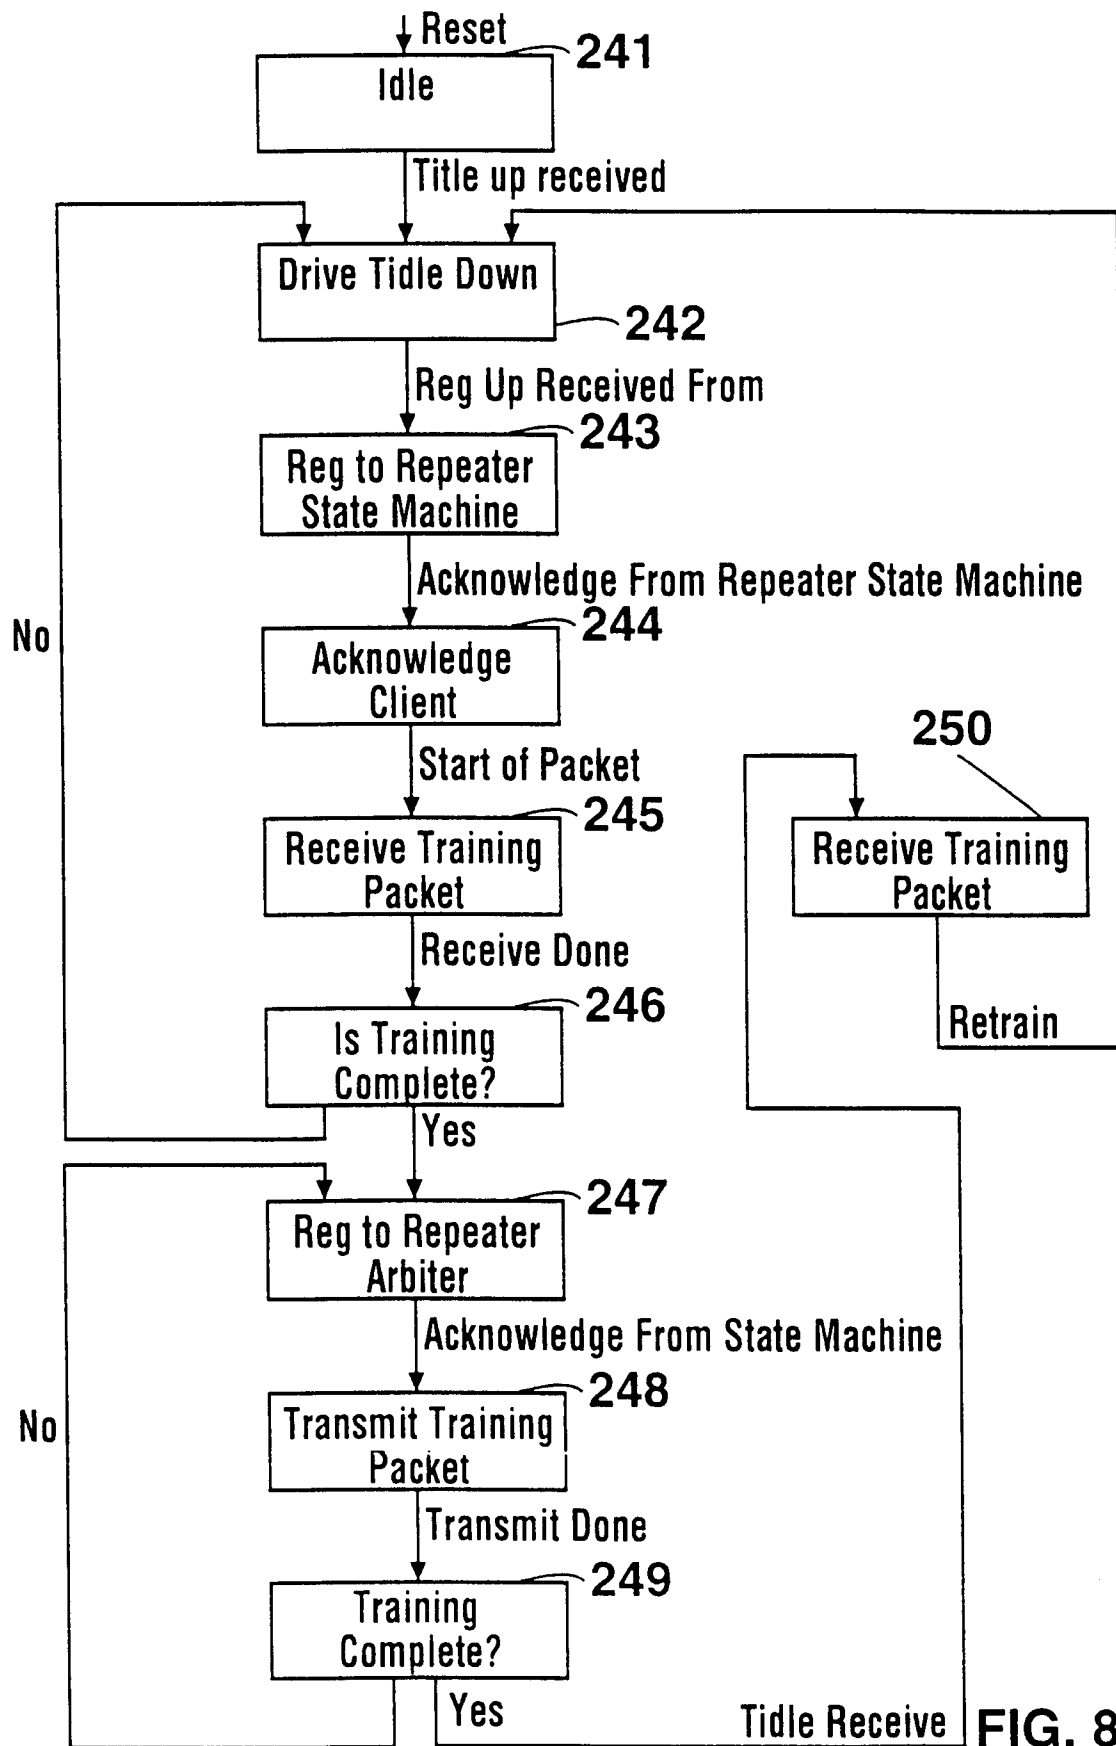 Reset
241
Idle
Title up received
Drive Tidle Down
242
Reg Up Received From
243
Reg to Repeater
State Machine
Acknowledge From Repeater State Machine
244
No
Acknowledge
Client
Start of Packet
245
250
Receive Training
Packet
Receive Training
Packet
Receive Done
246
Retrain
Is Training
Complete?
Yes
247
Reg to Repeater
Arbiter
Acknowledge From State Machine
248
No
Transmit Training
Packet
Transmit Done
249
Training
Complete?
Yes
Tidle Receive
FIG. 8